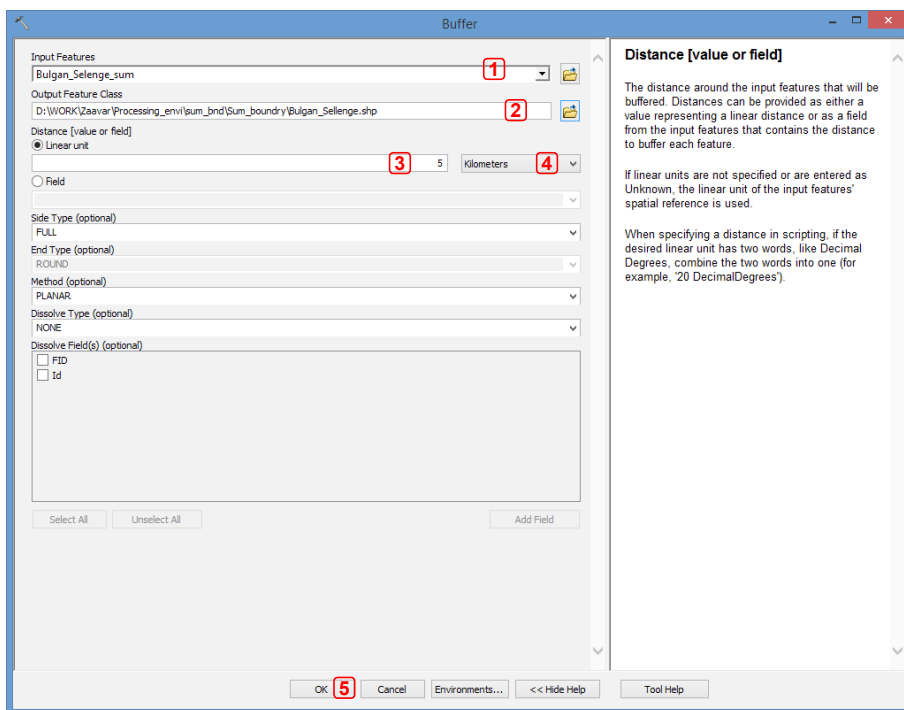 Buffer
Input Features
Bulgan_Selenge_sum
1
Output Feature Class
D:\WORK\Zaavar\Processing_envi\sum_bnd\Sum_boundry\Bulgan_Sellenge.shp
2
Distance [value or field]
Linear unit
3 5 Kilometers 4
Field
Side Type (optional)
FULL
End Type (optional)
ROUND
Method (optional)
PLANAR
Dissolve Type (optional)
NONE
Dissolve Field(s) (optional)
FID
Id
Select All Unselect All Add Field
OK 5 Cancel Environments... << Hide Help Tool Help
Distance [value or field]
The distance around the input features that will be
buffered. Distances can be provided as either a
value representing a linear distance or as a field
from the input features that contains the distance
to buffer each feature.
If linear units are not specified or are entered as
Unknown, the linear unit of the input features'
spatial reference is used.
When specifying a distance in scripting, if the
desired linear unit has two words, like Decimal
Degrees, combine the two words into one (for
example, '20 DecimalDegrees').